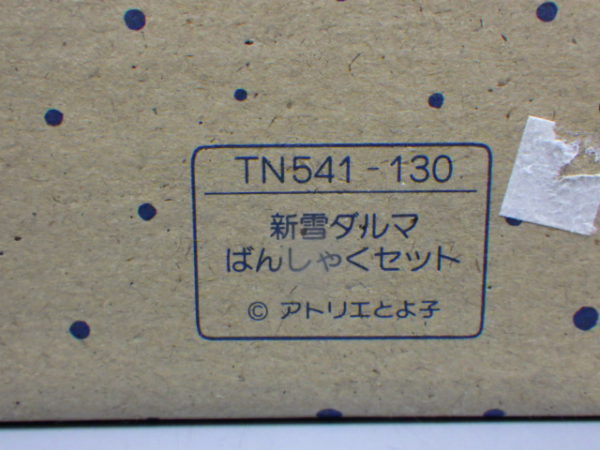 TN541-130
新雪ダルマ
ばんしゃくセット
© アトリエとよ子